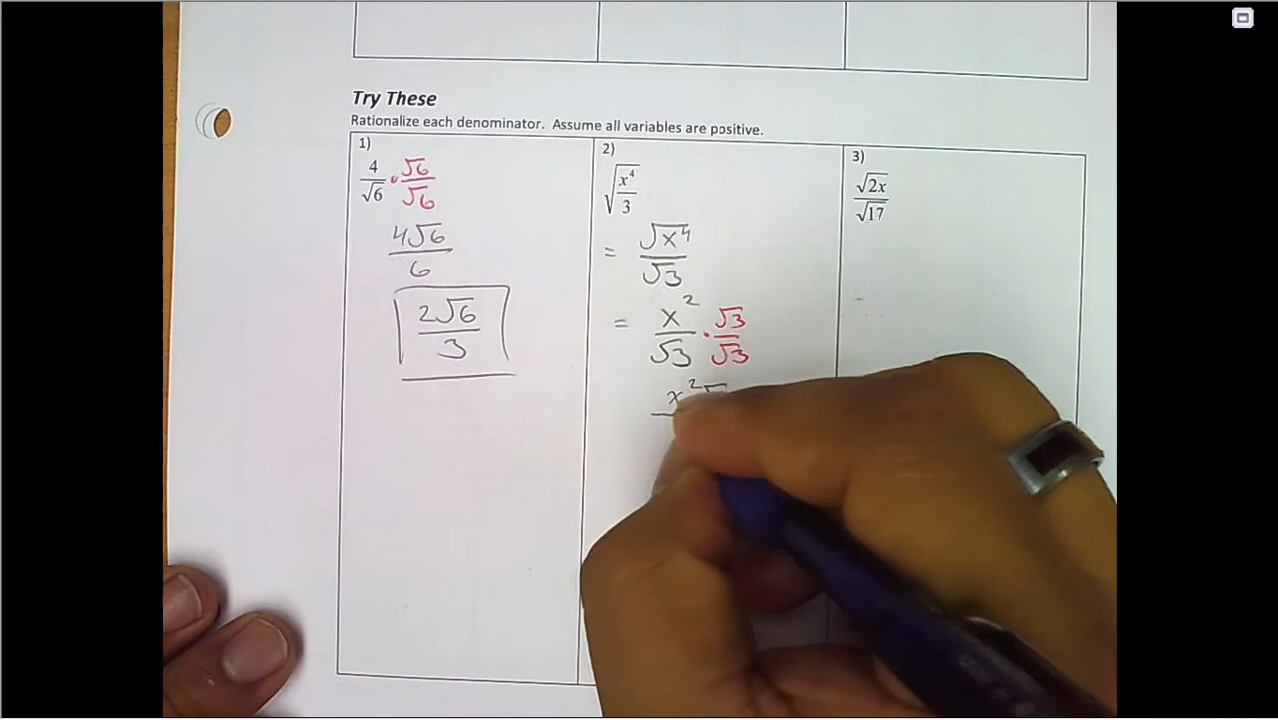 Try These
Rationalize each denominator. Assume all variables are positive.
1)
4/√6 · √6/√6
4√6/6
2√6/3
2)
√(x⁴/3)
= √x⁴/√3
= x²/√3 · √3/√3
x²√
3)
√2x/√17